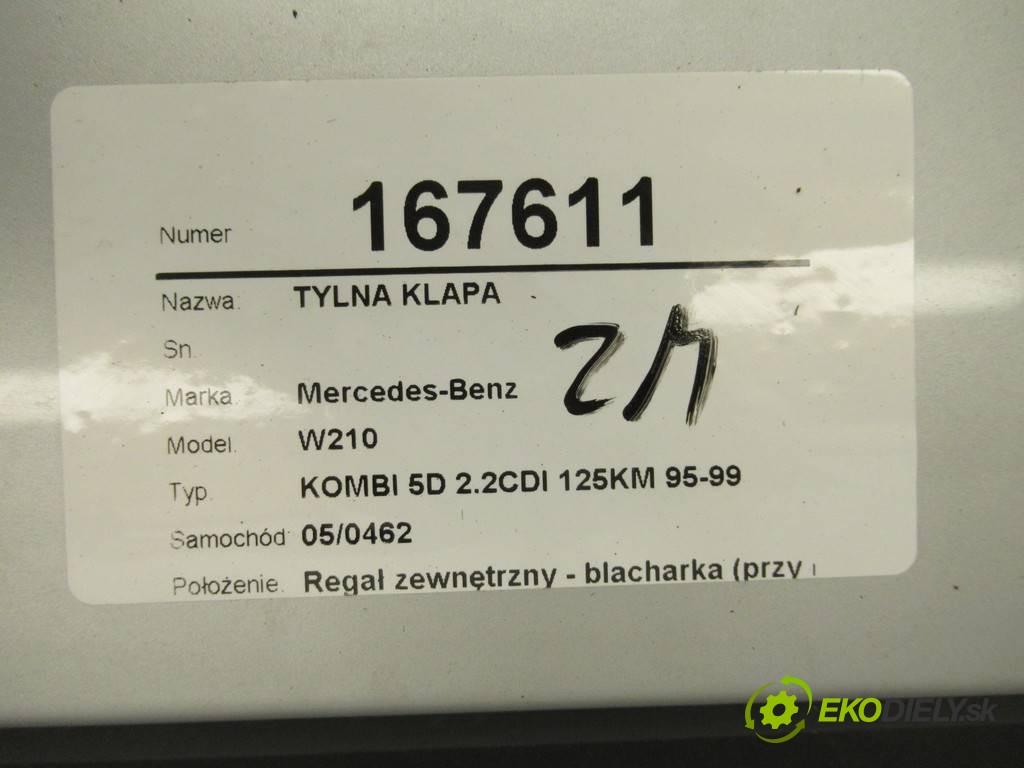 Numer 167611
Nazwa: TYLNA KLAPA
Sn.
Marka: Mercedes-Benz
Model: W210
Typ: KOMBI 5D 2.2CDI 125KM 95-99
Samochód: 05/0462
Położenie: Regał zewnętrzny - blacharka (przy
EKODIELY.sk